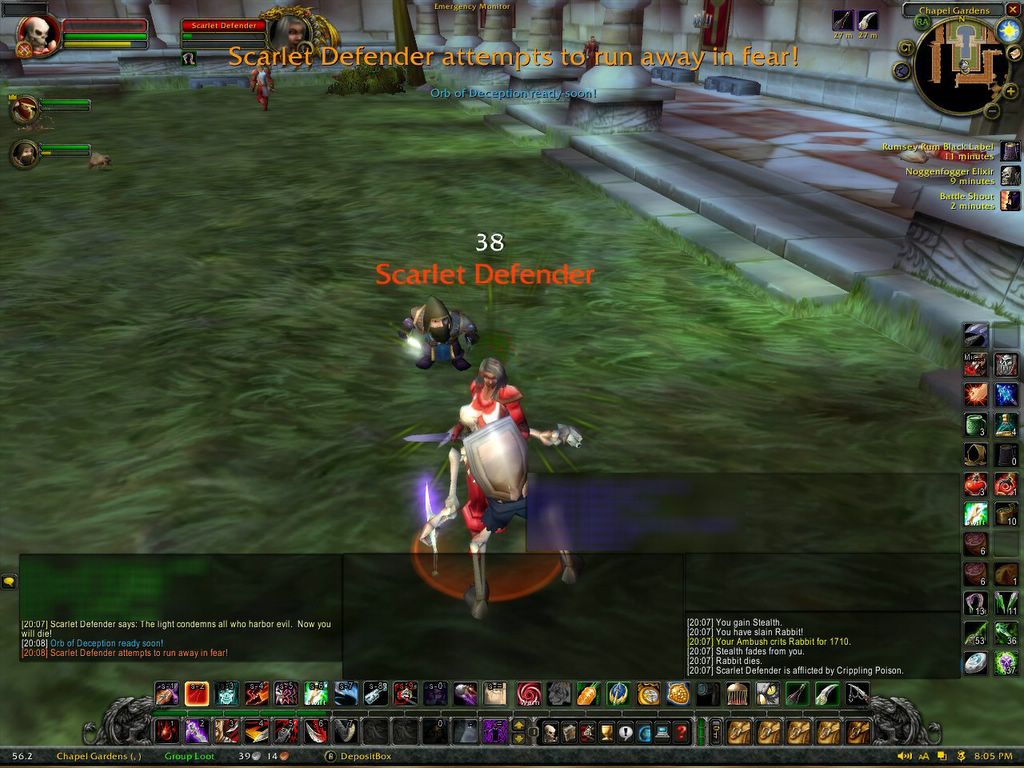 Emergency Monitor
Chapel Gardens
Scarlet Defender
27 m 27 m
N
Scarlet Defender attempts to run away in fear!
Orb of Deception ready soon!
Rumsey Rum Black Label
11 minutes
Noggenfogger Elixir
9 minutes
Battle Shout
2 minutes
38
Scarlet Defender
[20:07] Scarlet Defender says: The light condemns all who harbor evil. Now you
will die!
[20:08] Orb of Deception ready soon!
[20:08] Scarlet Defender attempts to run away in fear!
[20:07] You gain Stealth.
[20:07] You have slain Rabbit!
[20:07] Your Ambush crits Rabbit for 1710.
[20:07] Stealth fades from you.
[20:07] Rabbit dies.
[20:07] Scarlet Defender is afflicted by Crippling Poison.
56.2 Chapel Gardens (, ) Group Loot 39 14 DepositBox 8:05 PM